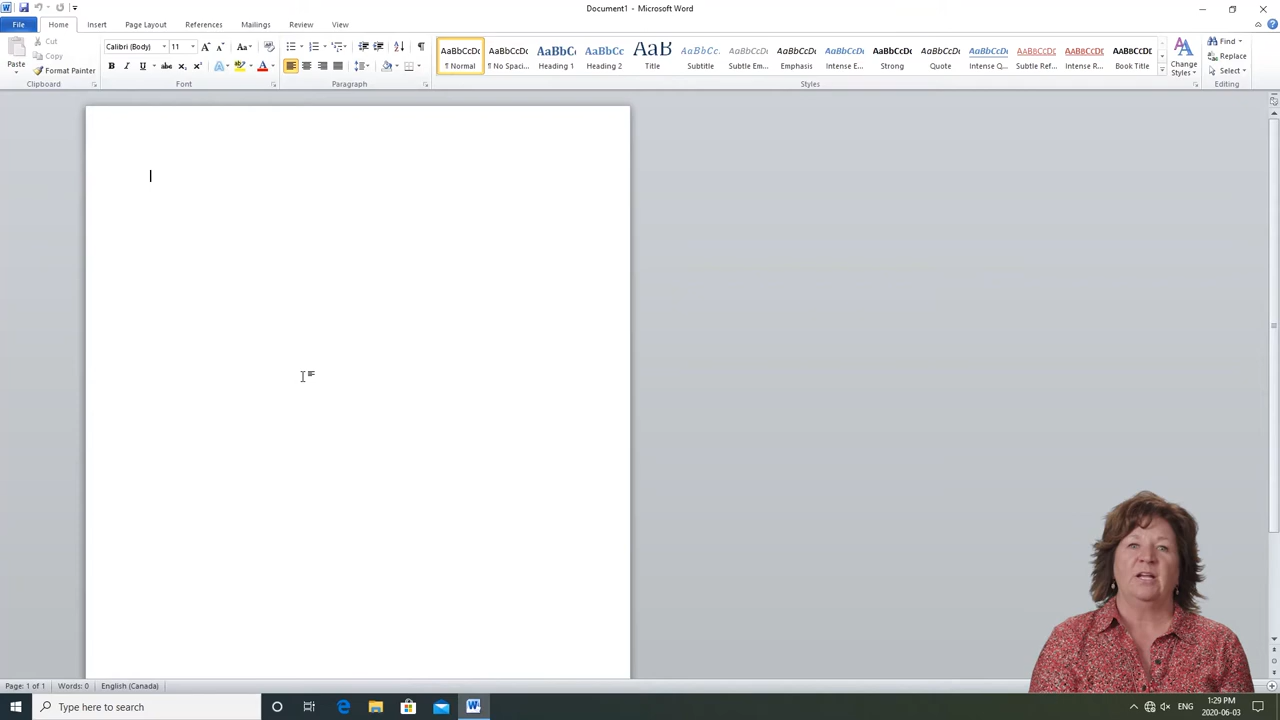 Document1 - Microsoft Word
File Home Insert Page Layout References Mailings Review View
Paste
Cut
Copy
Format Painter
Clipboard
Calibri (Body) 11
Font
Paragraph
AaBbCcDc AaBbCcDc AaBbC AaBbCc AaB AaBbCc. AaBbCcDc AaBbCcDc AaBbCcDc AaBbCcDc AaBbCcDc AaBbCcDc AaBbCcDc AaBbCcDc AaBbCcDc
¶ Normal ¶ No Spaci... Heading 1 Heading 2 Title Subtitle Subtle Em... Emphasis Intense E... Strong Quote Intense Q... Subtle Ref... Intense R... Book Title
Styles
Change
Styles
Find
Replace
Select
Editing
Page: 1 of 1 Words: 0 English (Canada)
Type here to search
ENG
1:29 PM
2020-06-03